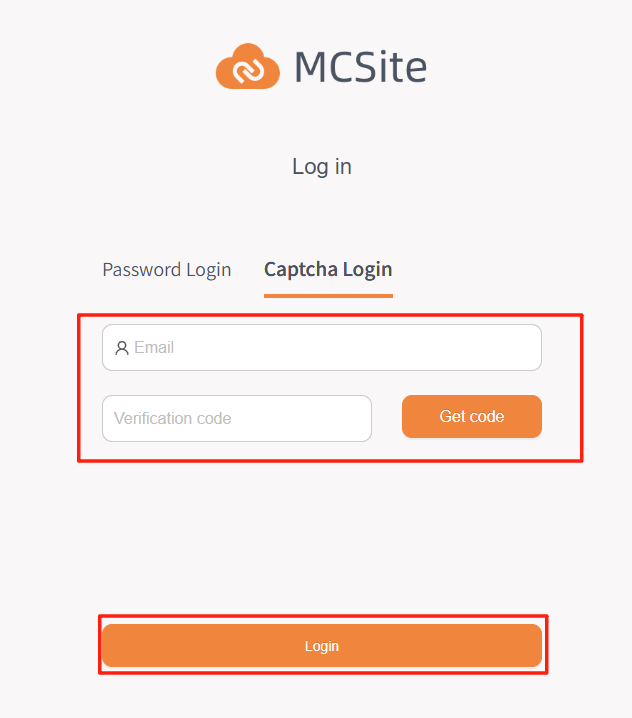 MCSite
Log in
Password Login Captcha Login
Email
Verification code Get code
Login